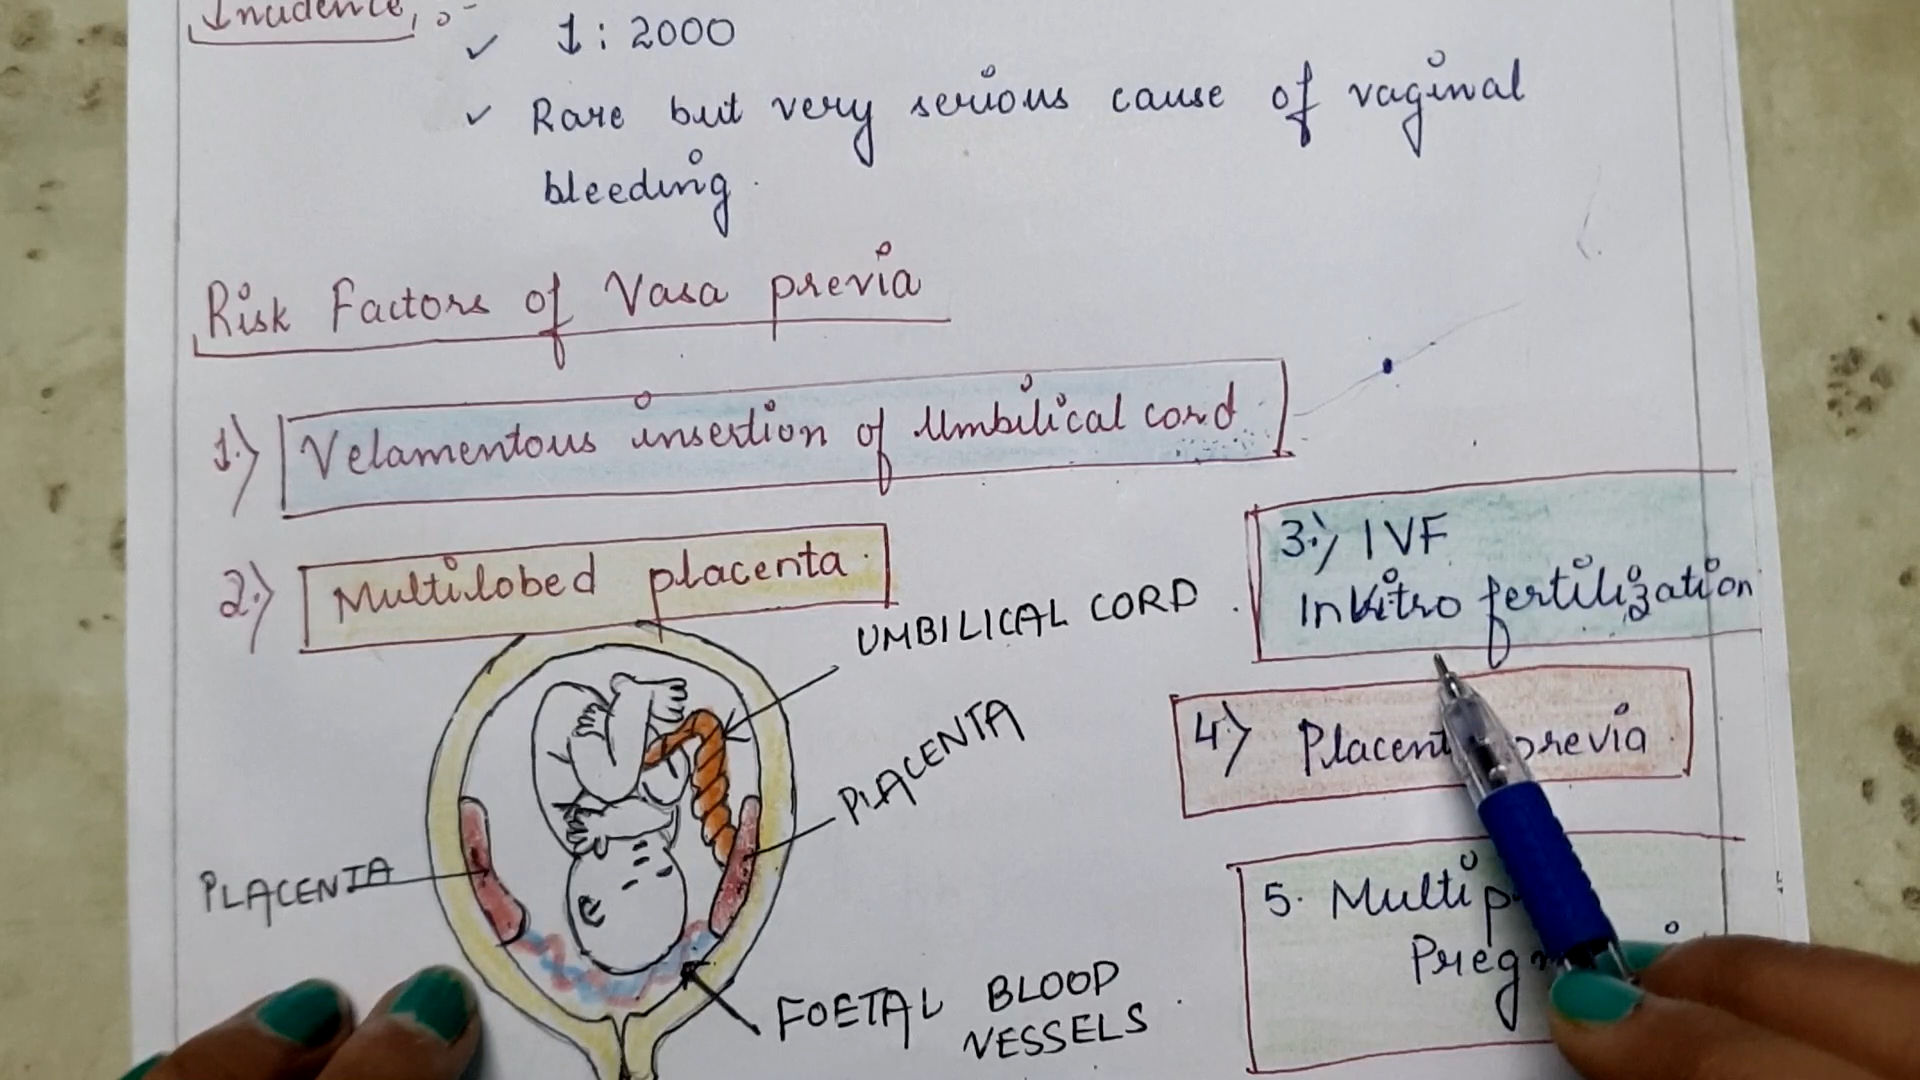 Incidence :-
✓ 1 : 2000
✓ Rare but very serious cause of vaginal
bleeding.
Risk Factors of Vasa previa
1.) Velamentous insertion of Umbilical cord
2.) Multilobed placenta.
3.) IVF
InVitro fertilization
4.) Placent previa.
5. Multip
Preg
UMBILICAL CORD.
PLACENTA
PLACENTA
FOETAL BLOOD
VESSELS.